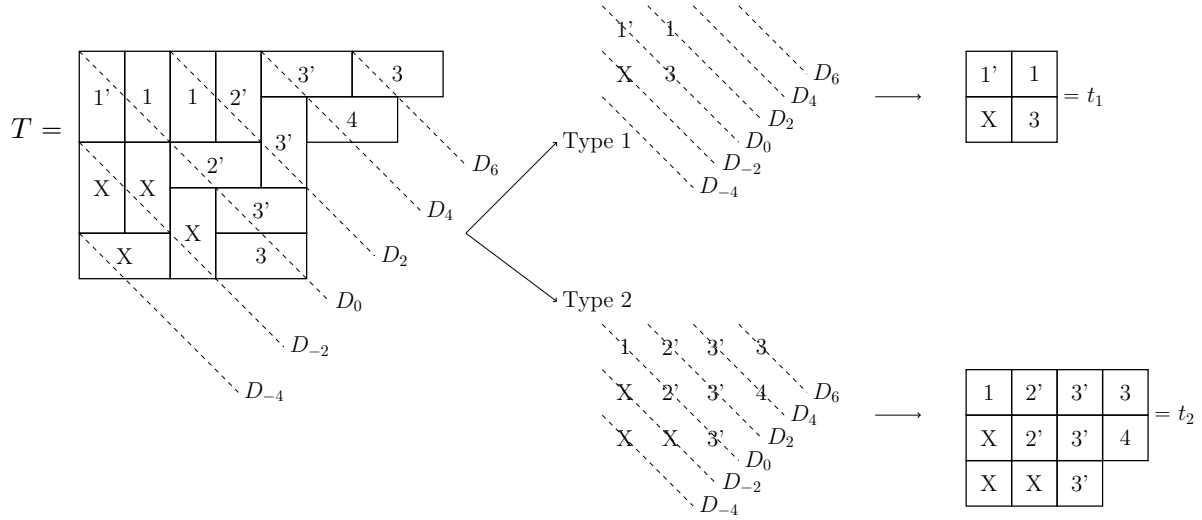 1' 1
X 3
D_6
D_4
D_2
D_0
D_{-2}
D_{-4}
Type 1
1' 1
X 3
= t_1
T =
1' 1 1 2' 3' 3
3' 4
2'
X X X 3'
X 3
D_6
D_4
D_2
D_0
D_{-2}
D_{-4}
Type 2
1 2' 3' 3
X 2' 3' 4
X X 3'
D_6
D_4
D_2
D_0
D_{-2}
D_{-4}
1 2' 3' 3
X 2' 3' 4
X X 3'
= t_2